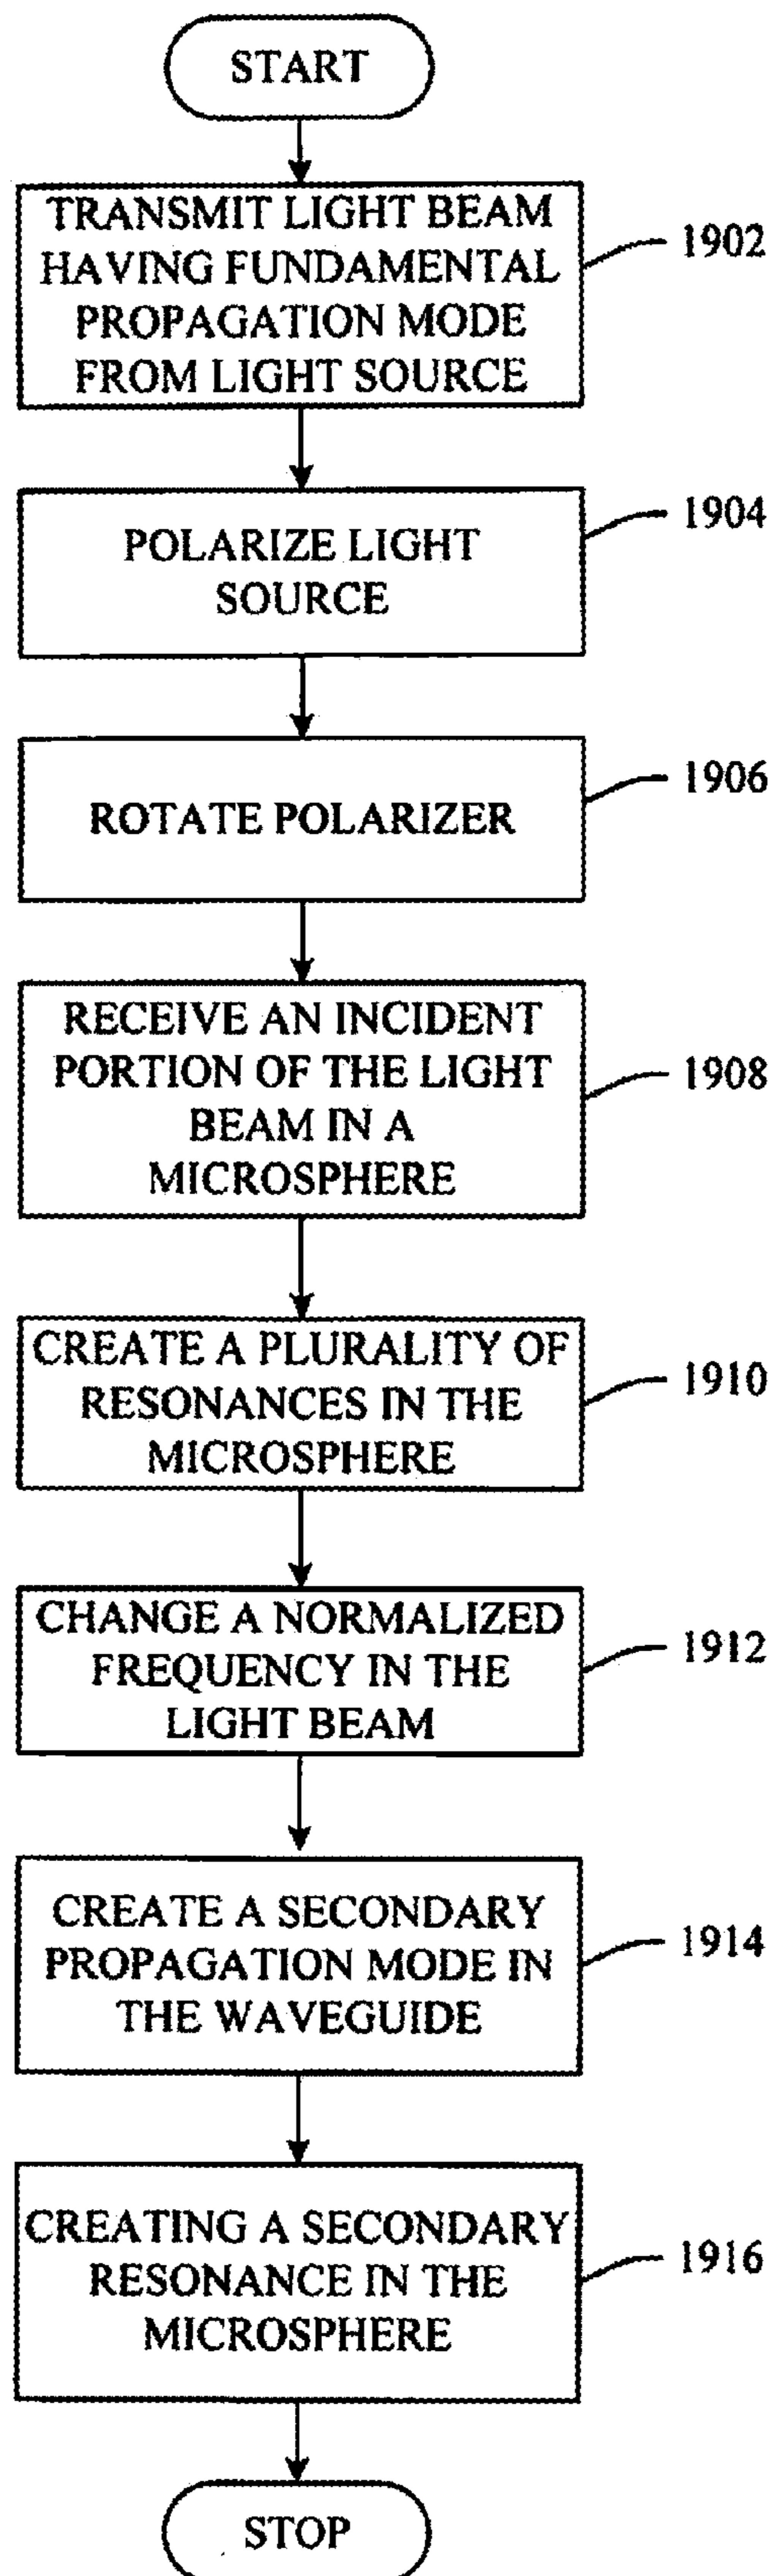 START
TRANSMIT LIGHT BEAM
HAVING FUNDAMENTAL
PROPAGATION MODE
FROM LIGHT SOURCE
1902
POLARIZE LIGHT
SOURCE
1904
ROTATE POLARIZER
1906
RECEIVE AN INCIDENT
PORTION OF THE LIGHT
BEAM IN A
MICROSPHERE
1908
CREATE A PLURALITY OF
RESONANCES IN THE
MICROSPHERE
1910
CHANGE A NORMALIZED
FREQUENCY IN THE
LIGHT BEAM
1912
CREATE A SECONDARY
PROPAGATION MODE IN
THE WAVEGUIDE
1914
CREATING A SECONDARY
RESONANCE IN THE
MICROSPHERE
1916
STOP